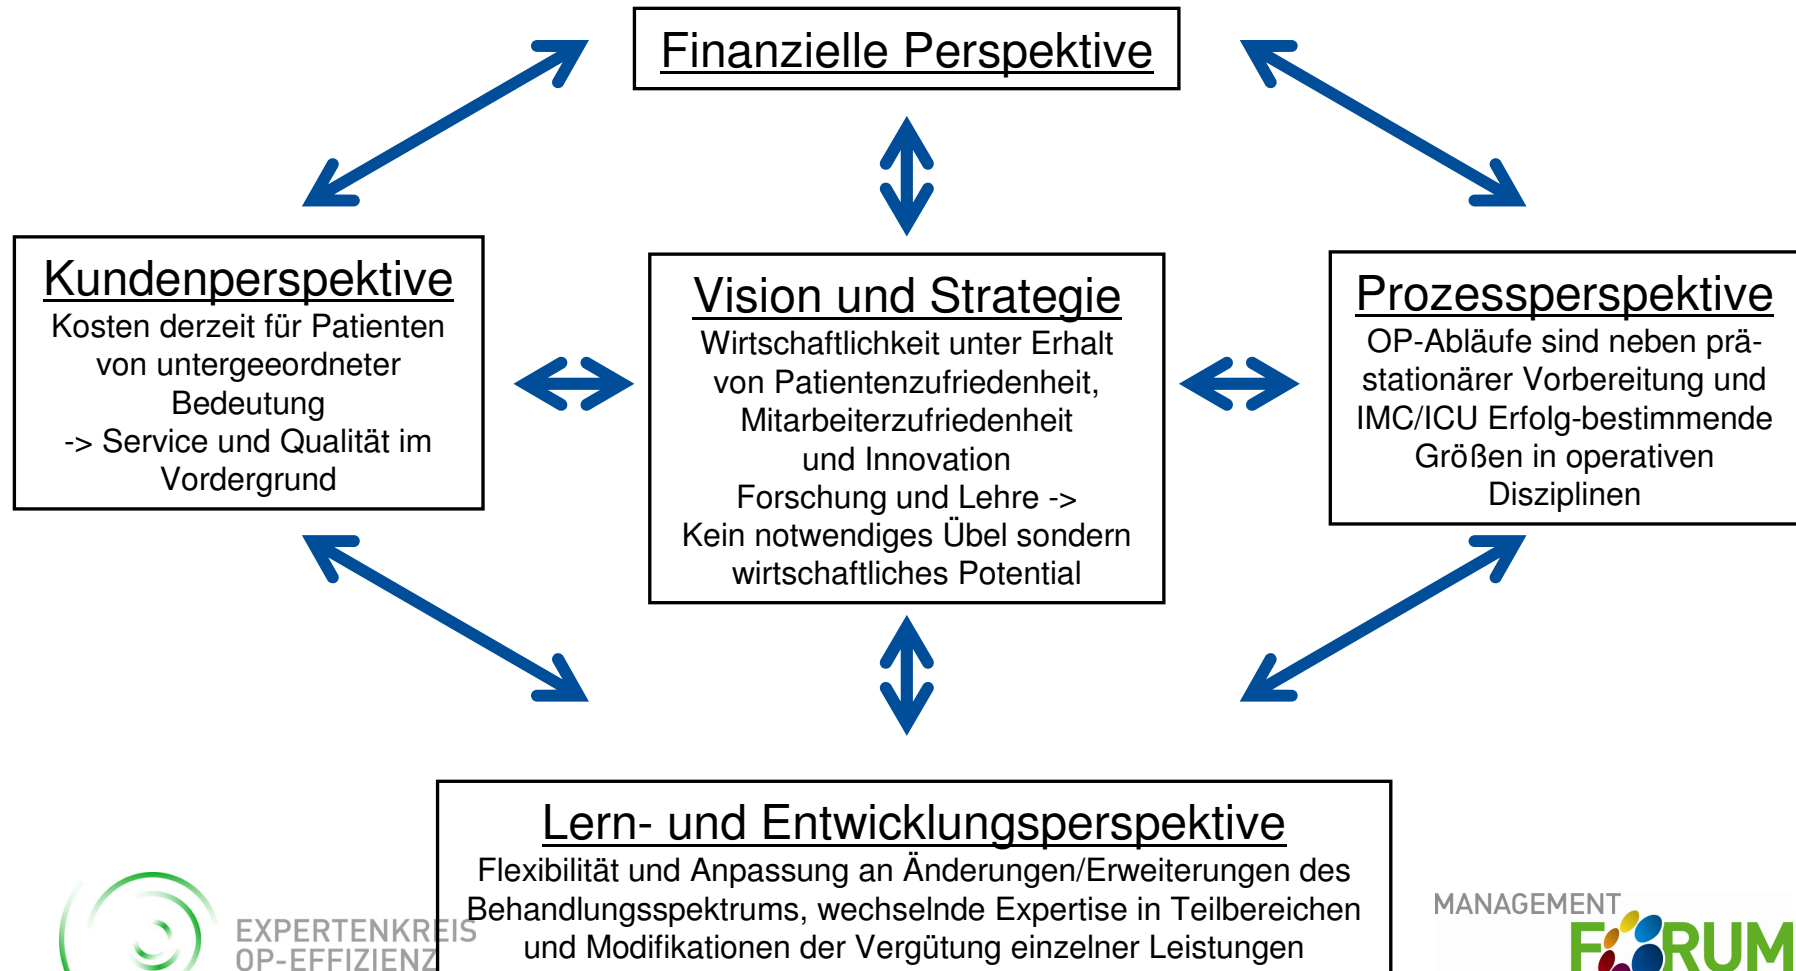 Finanzielle Perspektive
Kundenperspektive
Kosten derzeit für Patienten
von untergeeordneter
Bedeutung
-> Service und Qualität im
Vordergrund
Vision und Strategie
Wirtschaftlichkeit unter Erhalt
von Patientenzufriedenheit,
Mitarbeiterzufriedenheit
und Innovation
Forschung und Lehre ->
Kein notwendiges Übel sondern
wirtschaftliches Potential
Prozessperspektive
OP-Abläufe sind neben prä-
stationärer Vorbereitung und
IMC/ICU Erfolg-bestimmende
Größen in operativen
Disziplinen
Lern- und Entwicklungsperspektive
Flexibilität und Anpassung an Änderungen/Erweiterungen des
Behandlungsspektrums, wechselnde Expertise in Teilbereichen
und Modifikationen der Vergütung einzelner Leistungen
EXPERTENKREIS
OP-EFFIZIENZ
MANAGEMENT
FORUM